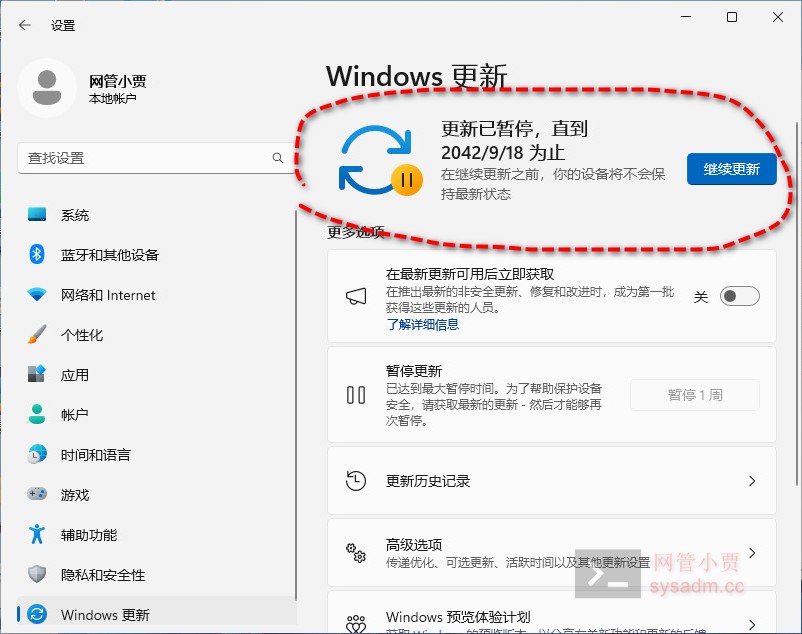 设置
网管小贾
本地帐户
查找设置
系统
蓝牙和其他设备
网络和 Internet
个性化
应用
帐户
时间和语言
游戏
辅助功能
隐私和安全性
Windows 更新
Windows 更新
更新已暂停，直到
2042/9/18 为止
在继续更新之前，你的设备将不会保
持最新状态
继续更新
更多选项
在最新更新可用后立即获取
在推出最新的非安全更新、修复和改进时，成为第一批
获得这些更新的人员。
了解详细信息
关
暂停更新
已达到最大暂停时间。为了帮助保护设备
安全，请获取最新的更新 - 然后才能够再
次暂停。
暂停 1 周
更新历史记录
高级选项
传递优化、可选更新、活跃时间以及其他更新设置
Windows 预览体验计划
网管小贾
sysadm.cc